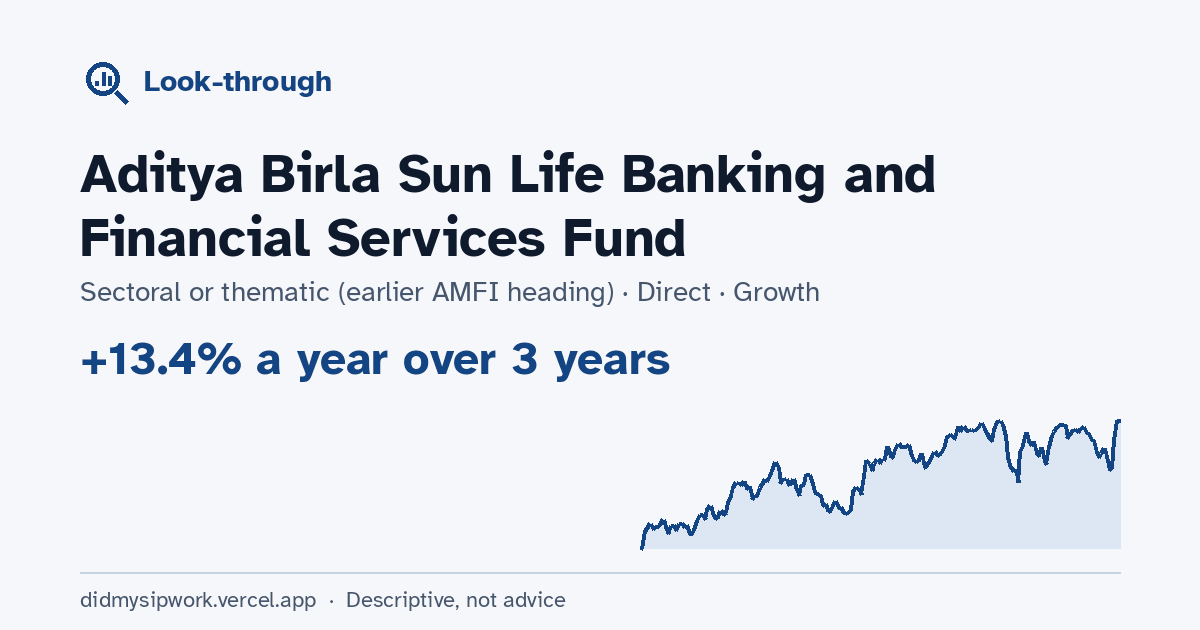 Look-through
Aditya Birla Sun Life Banking and
Financial Services Fund
Sectoral or thematic (earlier AMFI heading) · Direct · Growth
+13.4% a year over 3 years
didmysipwork.vercel.app · Descriptive, not advice